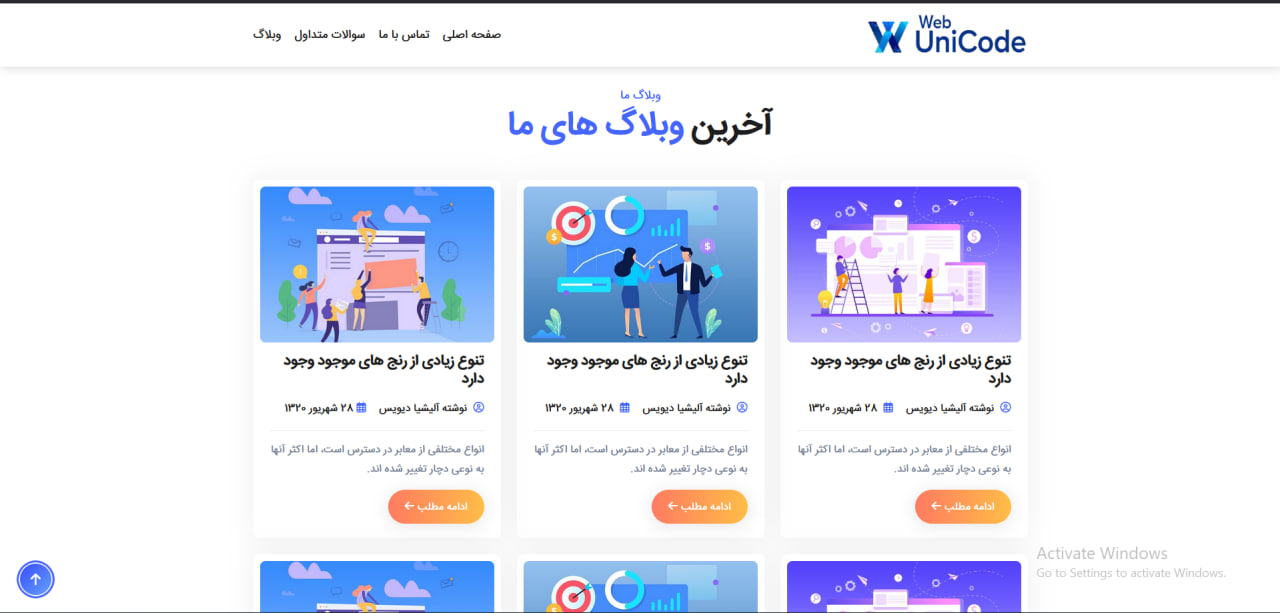 Web
UniCode
صفحه اصلی
تماس با ما
سوالات متداول
وبلاگ
وبلاگ ما
آخرین وبلاگ های ما
تنوع زیادی از رنج های موجود وجود
دارد
نوشته آلیشیا دیویس ۲۸ شهریور ۱۳۲۰
انواع مختلفی از معابر در دسترس است، اما اکثر آنها
به نوعی دچار تغییر شده اند.
ادامه مطلب
تنوع زیادی از رنج های موجود وجود
دارد
نوشته آلیشیا دیویس ۲۸ شهریور ۱۳۲۰
انواع مختلفی از معابر در دسترس است، اما اکثر آنها
به نوعی دچار تغییر شده اند.
ادامه مطلب
تنوع زیادی از رنج های موجود وجود
دارد
نوشته آلیشیا دیویس ۲۸ شهریور ۱۳۲۰
انواع مختلفی از معابر در دسترس است، اما اکثر آنها
به نوعی دچار تغییر شده اند.
ادامه مطلب
Activate Windows
Go to Settings to activate Windows.